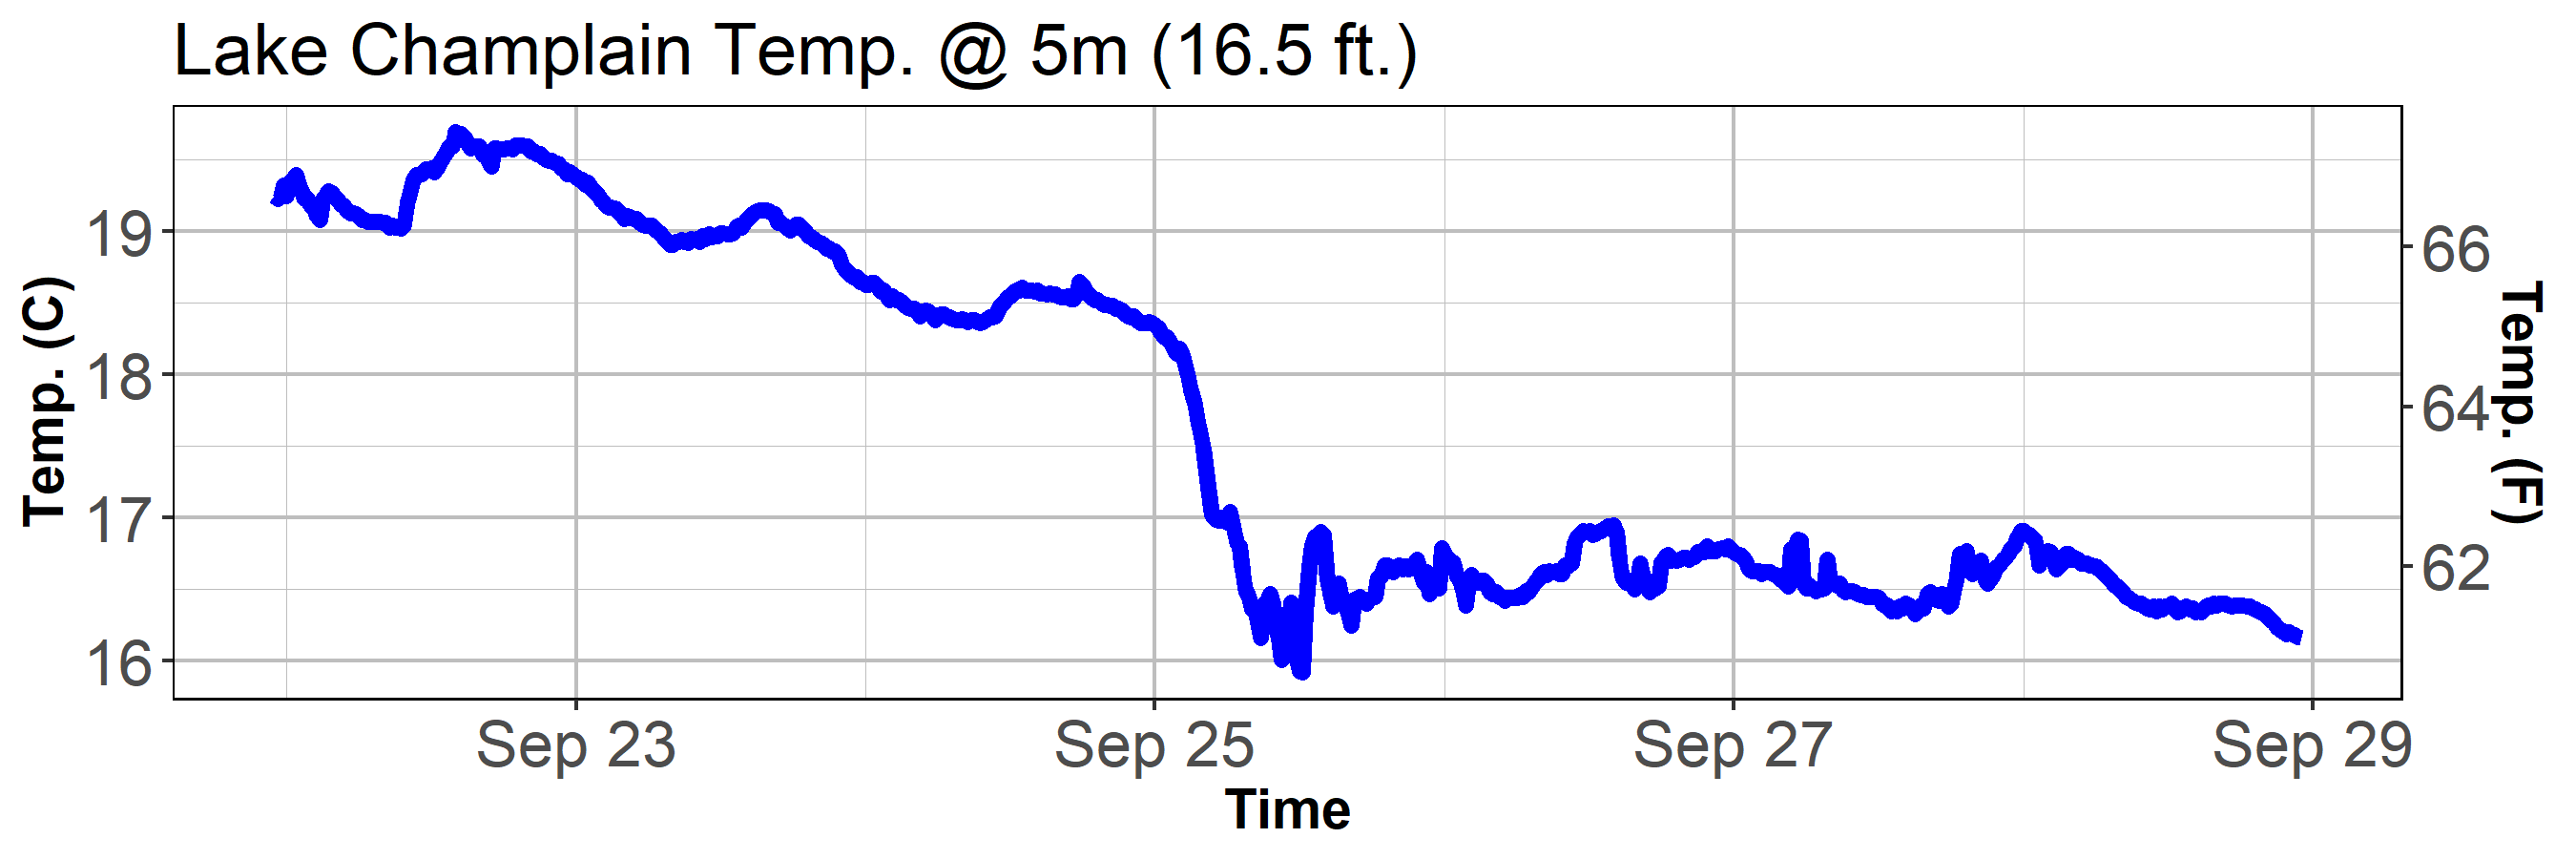 Lake Champlain Temp. @ 5m (16.5 ft.)
Temp. (C)
19
18
17
16
66
64
62
Temp. (F)
Sep 23 Sep 25 Sep 27 Sep 29
Time